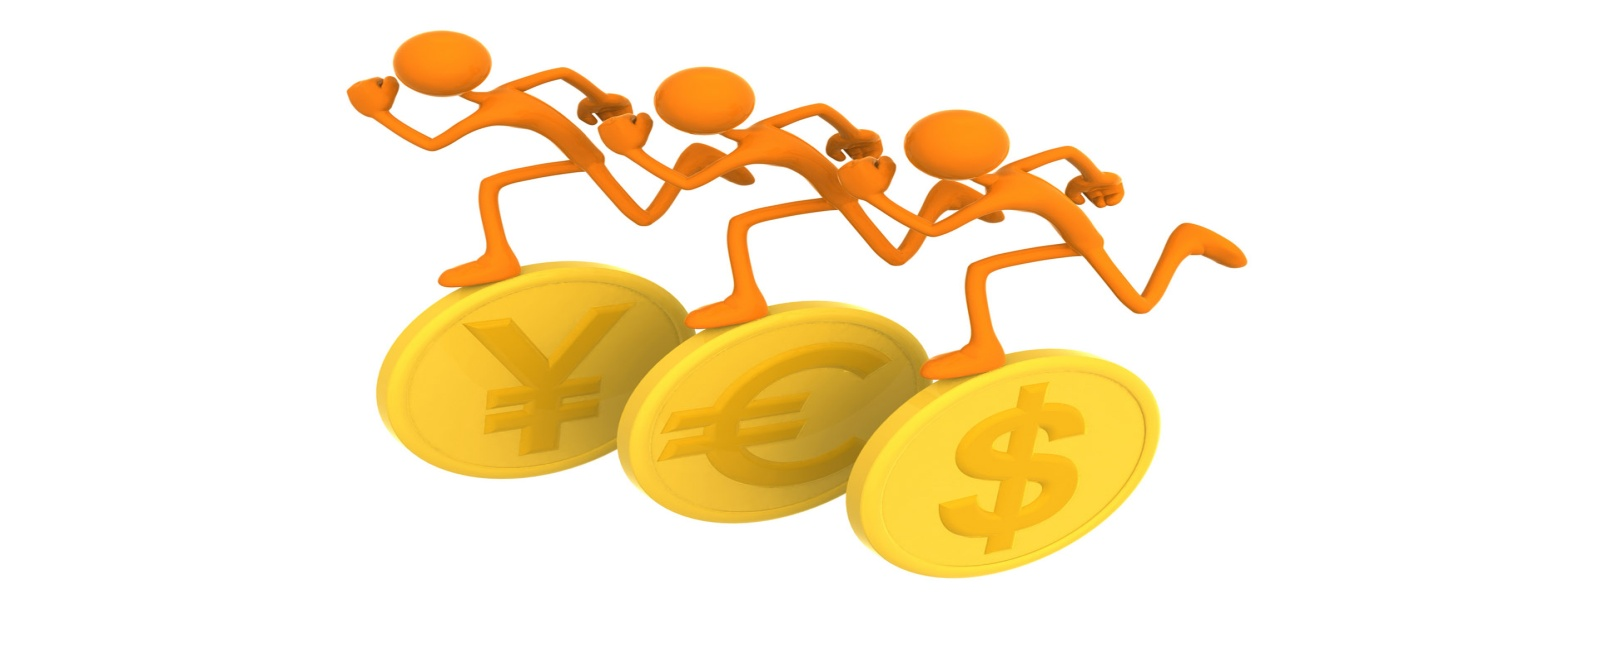 ¥ € $